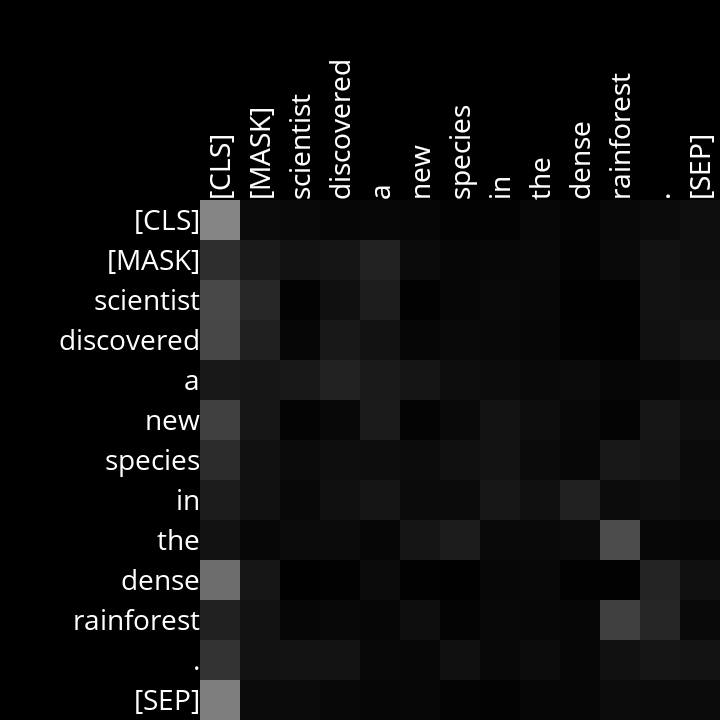 [CLS] [MASK] scientist discovered a new species in the dense rainforest . [SEP]
[CLS]
[MASK]
scientist
discovered
a
new
species
in
the
dense
rainforest
.
[SEP]